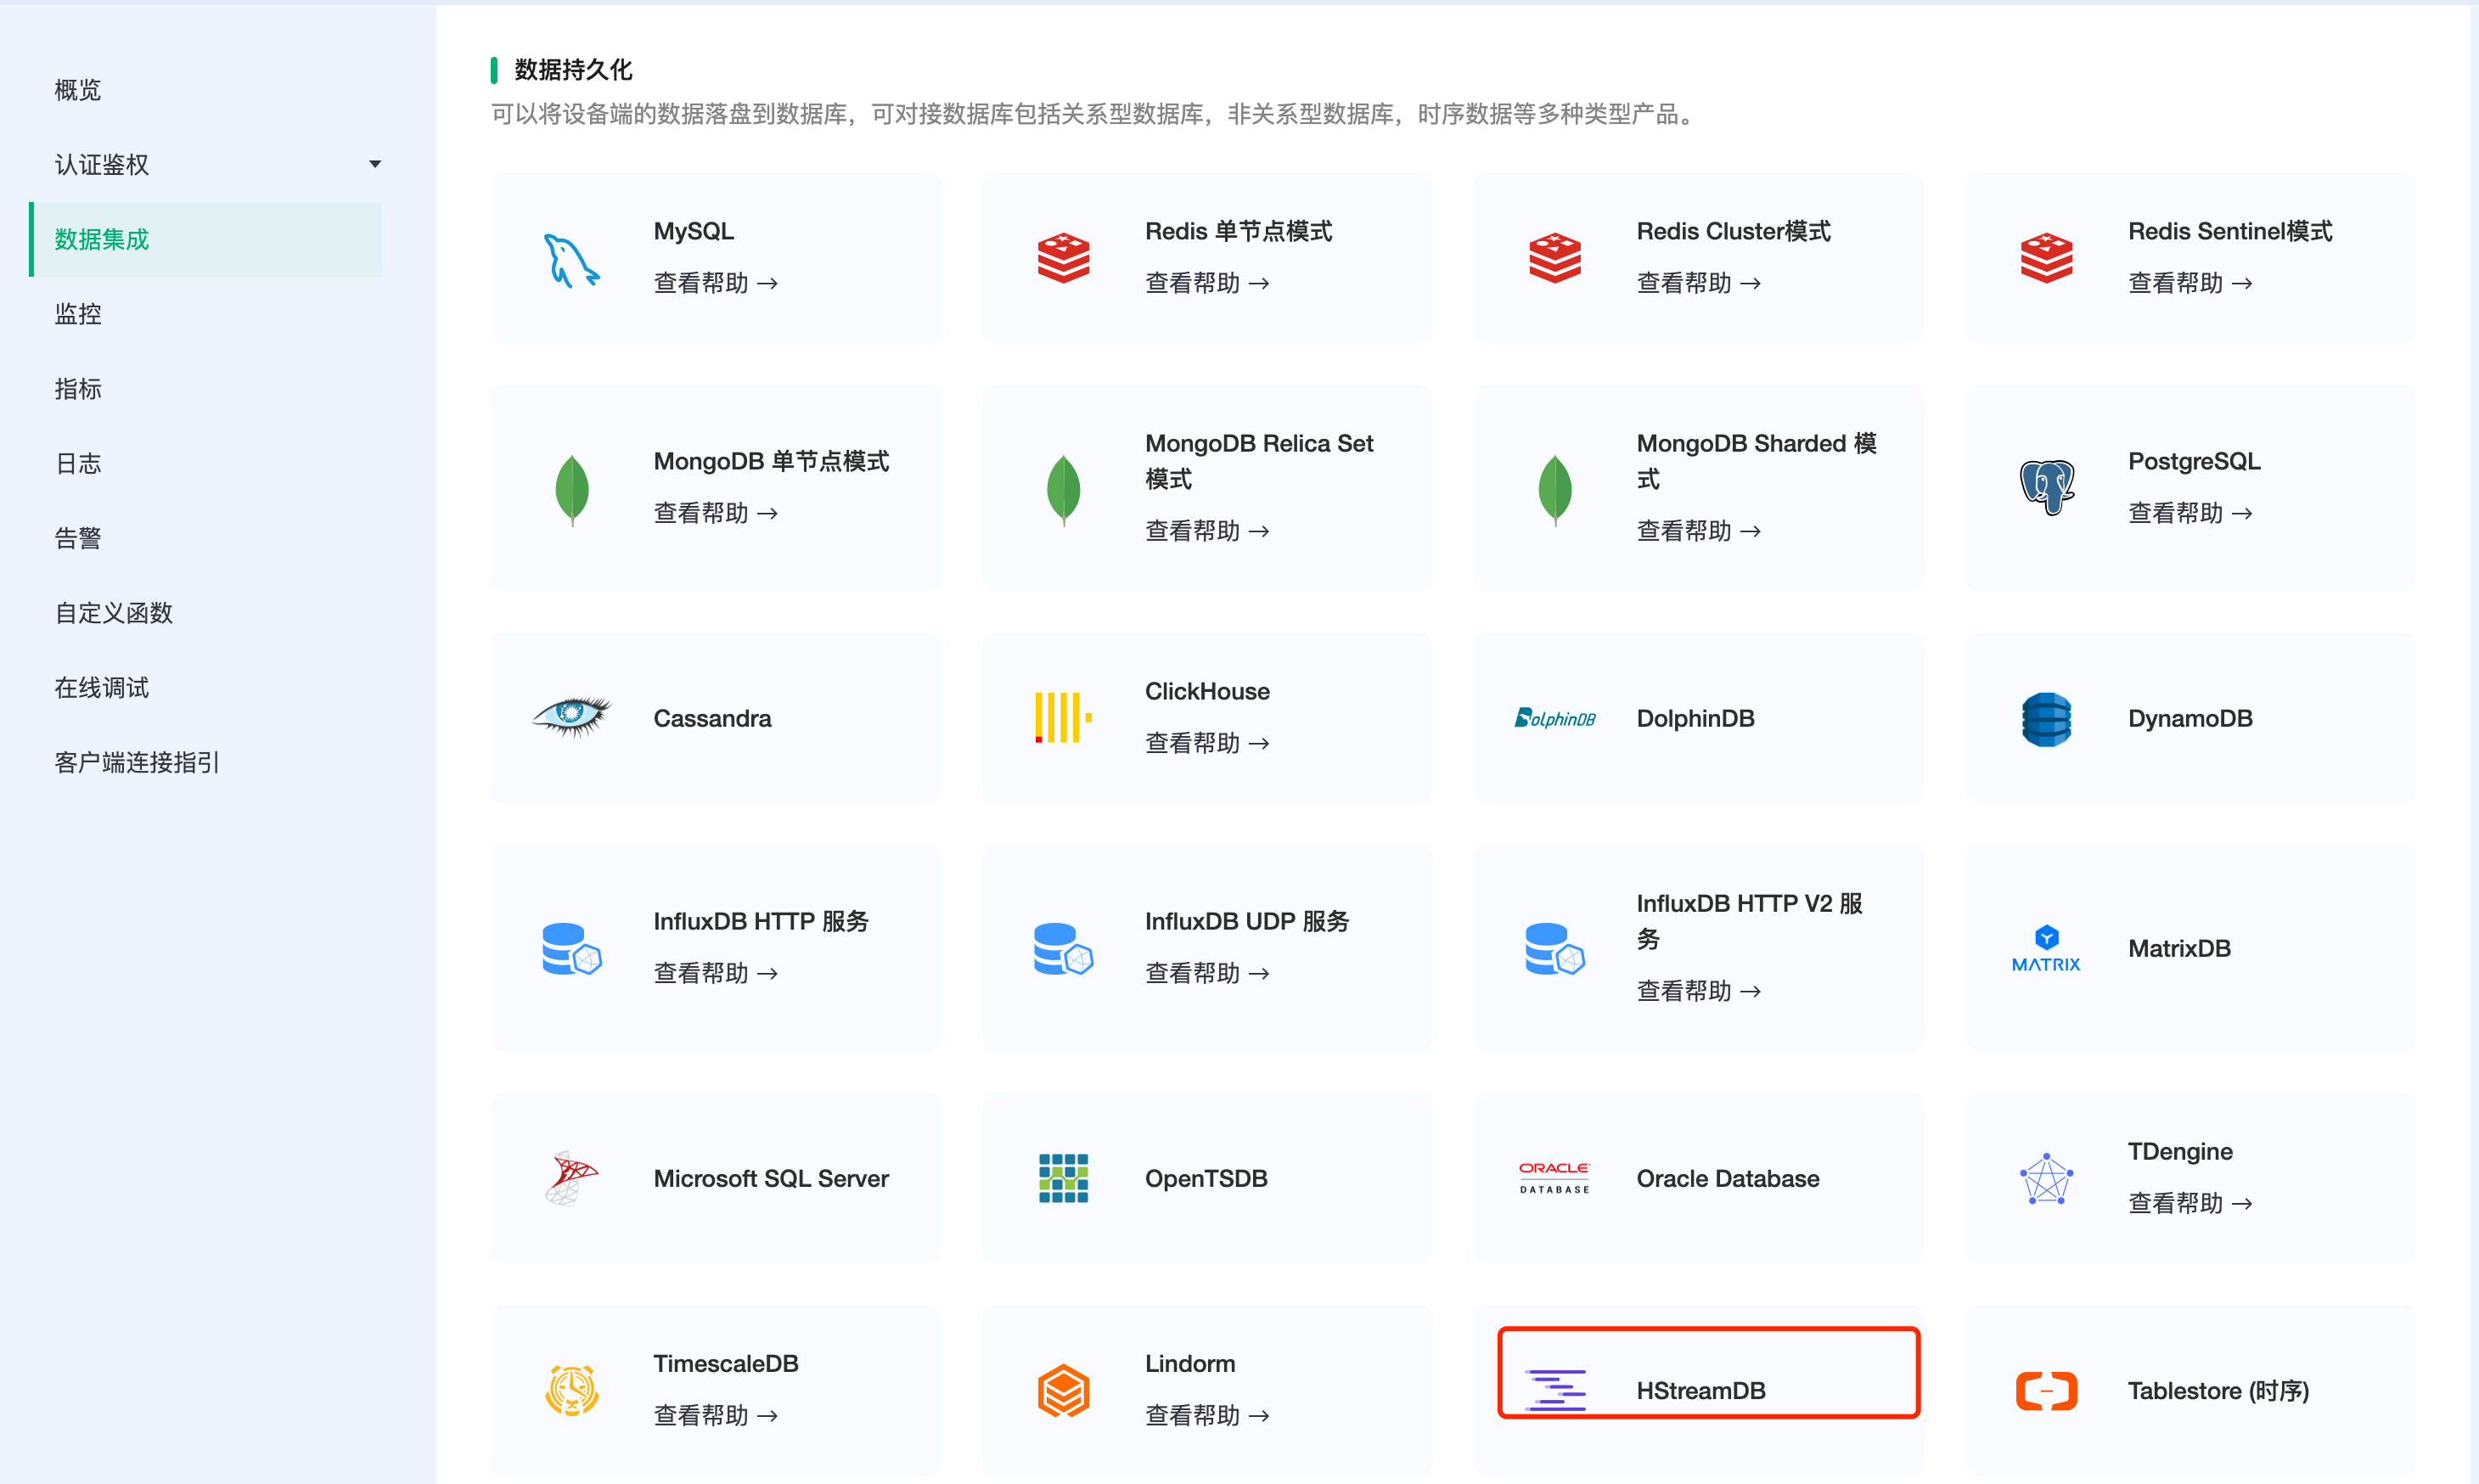 概览
认证鉴权
数据集成
监控
指标
日志
告警
自定义函数
在线调试
客户端连接指引
数据持久化
可以将设备端的数据落盘到数据库，可对接数据库包括关系型数据库，非关系型数据库，时序数据等多种类型产品。
MySQL
查看帮助 →
Redis 单节点模式
查看帮助 →
Redis Cluster模式
查看帮助 →
Redis Sentinel模式
查看帮助 →
MongoDB 单节点模式
查看帮助 →
MongoDB Relica Set
模式
查看帮助 →
MongoDB Sharded 模
式
查看帮助 →
PostgreSQL
查看帮助 →
Cassandra
ClickHouse
查看帮助 →
DolphinDB
DolphinDB
DynamoDB
InfluxDB HTTP 服务
查看帮助 →
InfluxDB UDP 服务
查看帮助 →
InfluxDB HTTP V2 服
务
查看帮助 →
MATRIX
MatrixDB
Microsoft SQL Server
OpenTSDB
ORACLE
DATABASE
Oracle Database
TDengine
查看帮助 →
TimescaleDB
查看帮助 →
Lindorm
查看帮助 →
HStreamDB
Tablestore (时序)